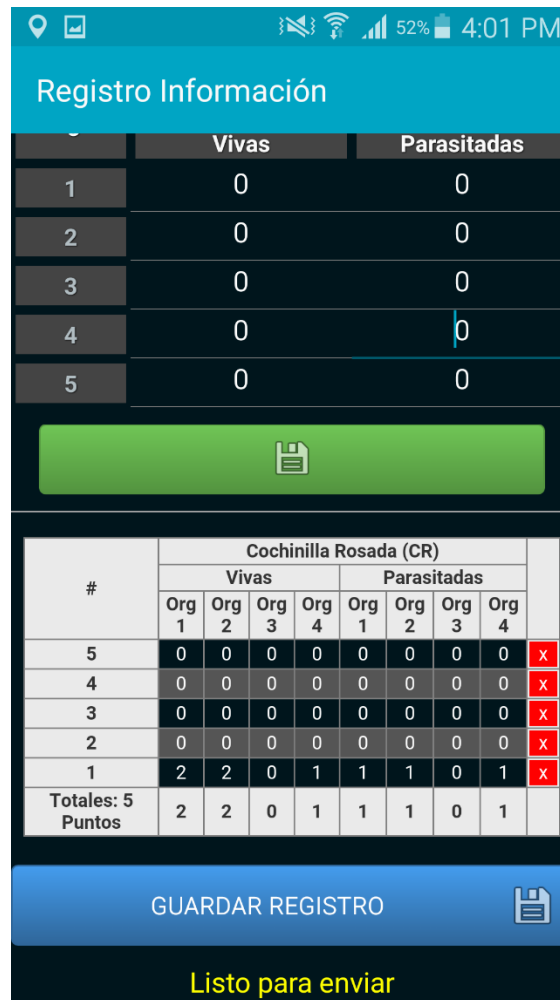 52% 4:01 PM
Registro Información
Vivas Parasitadas
1 0 0
2 0 0
3 0 0
4 0 0
5 0 0
Cochinilla Rosada (CR)
# Vivas Parasitadas
Org 1 Org 2 Org 3 Org 4 Org 1 Org 2 Org 3 Org 4
5 0 0 0 0 0 0 0 0 x
4 0 0 0 0 0 0 0 0 x
3 0 0 0 0 0 0 0 0 x
2 0 0 0 0 0 0 0 0 x
1 2 2 0 1 1 1 0 1 x
Totales: 5 Puntos 2 2 0 1 1 1 0 1
GUARDAR REGISTRO
Listo para enviar